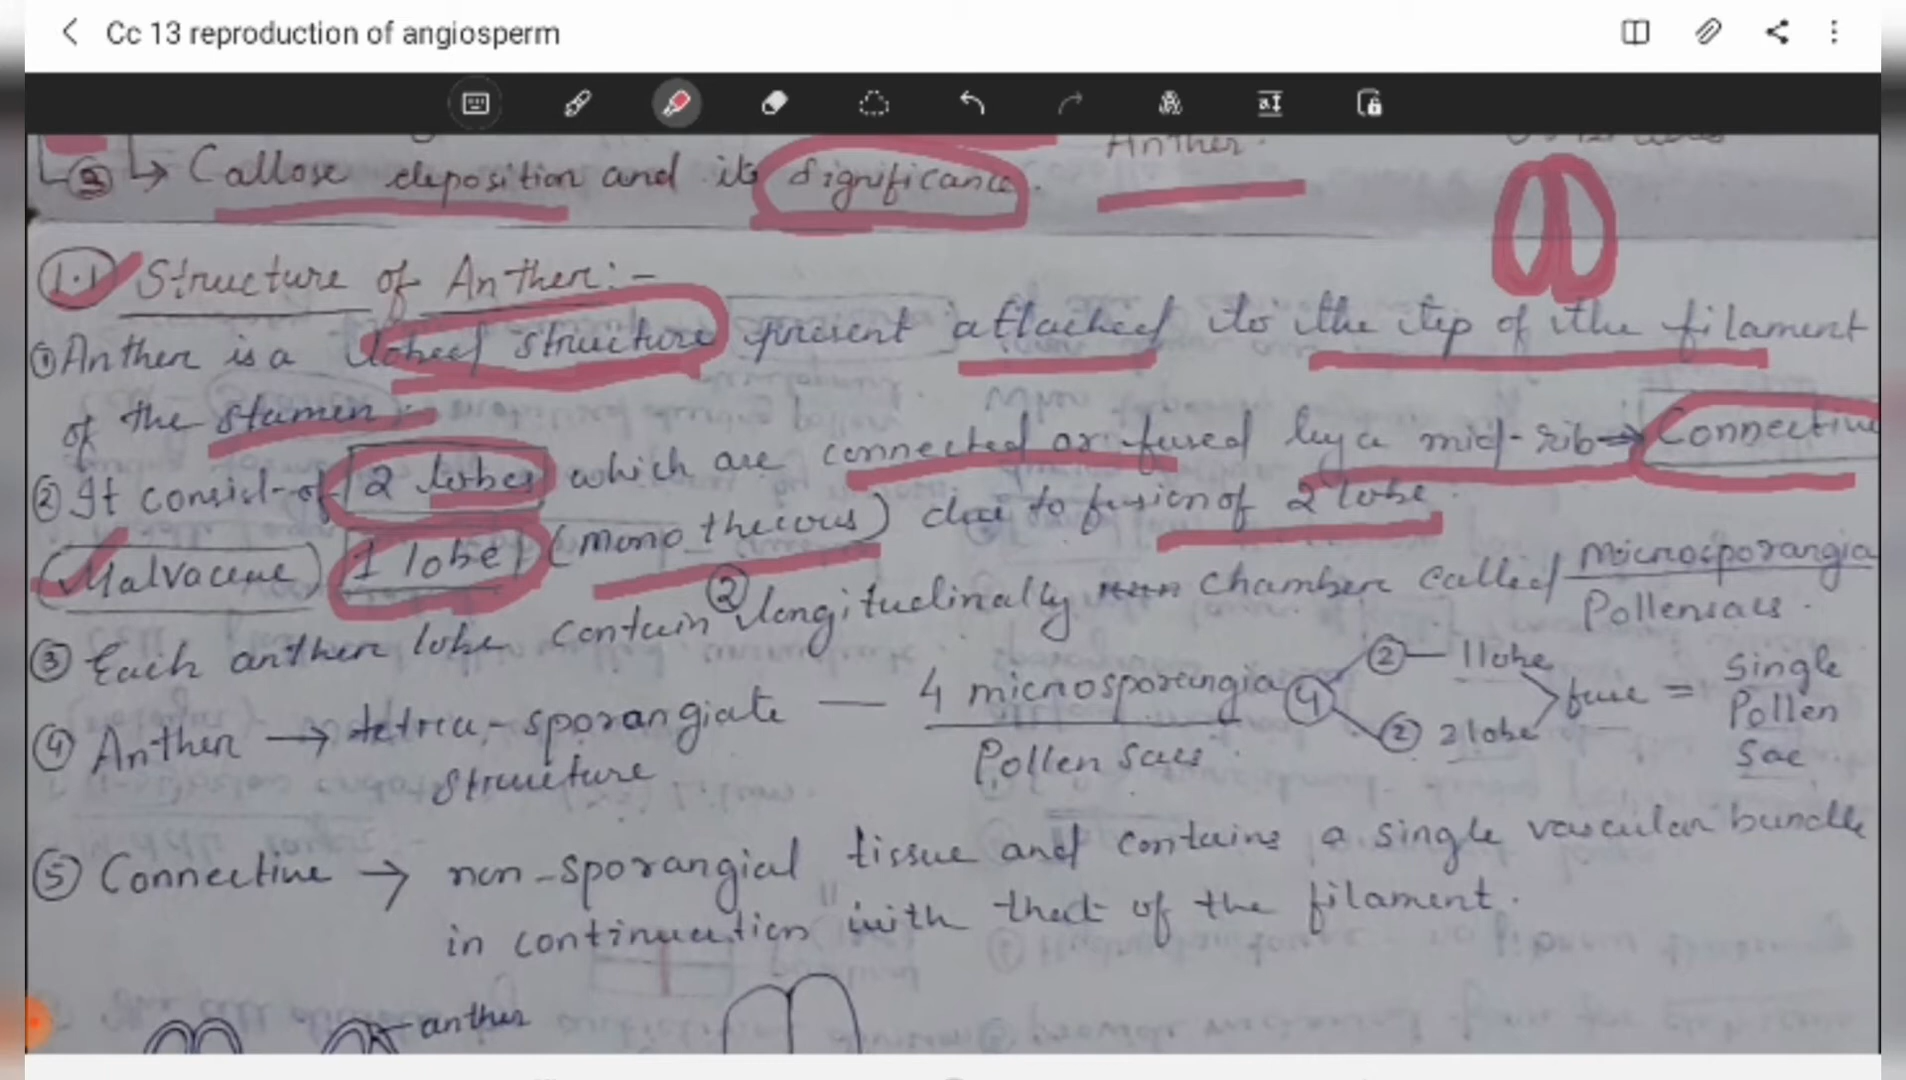 Cc 13 reproduction of angiosperm
Anther.
③ → Callose deposition and its significance.
1.1 Structure of Anther:-
① Anther is a lobed structure present attached to the tip of the filament
of the stamen.
② It consist of 2 lobes which are connected or fused by a mid-rib → Connective
(Malvaceae) 1 lobe (monothecous) due to fusion of 2 lobe.
③ Each anther lobe contain ② longitudinally run chamber called microsporangia
Pollensacs.
④ Anther → tetra-sporangiate — 4 microsporangia ④ ② — 1 lobe
structure Pollen sacs. ② 2 lobe fuse = Single
Pollen
Sac
⑤ Connective → non-sporangial tissue and contains a single vascular bundle
in continuation with that of the filament.
anther